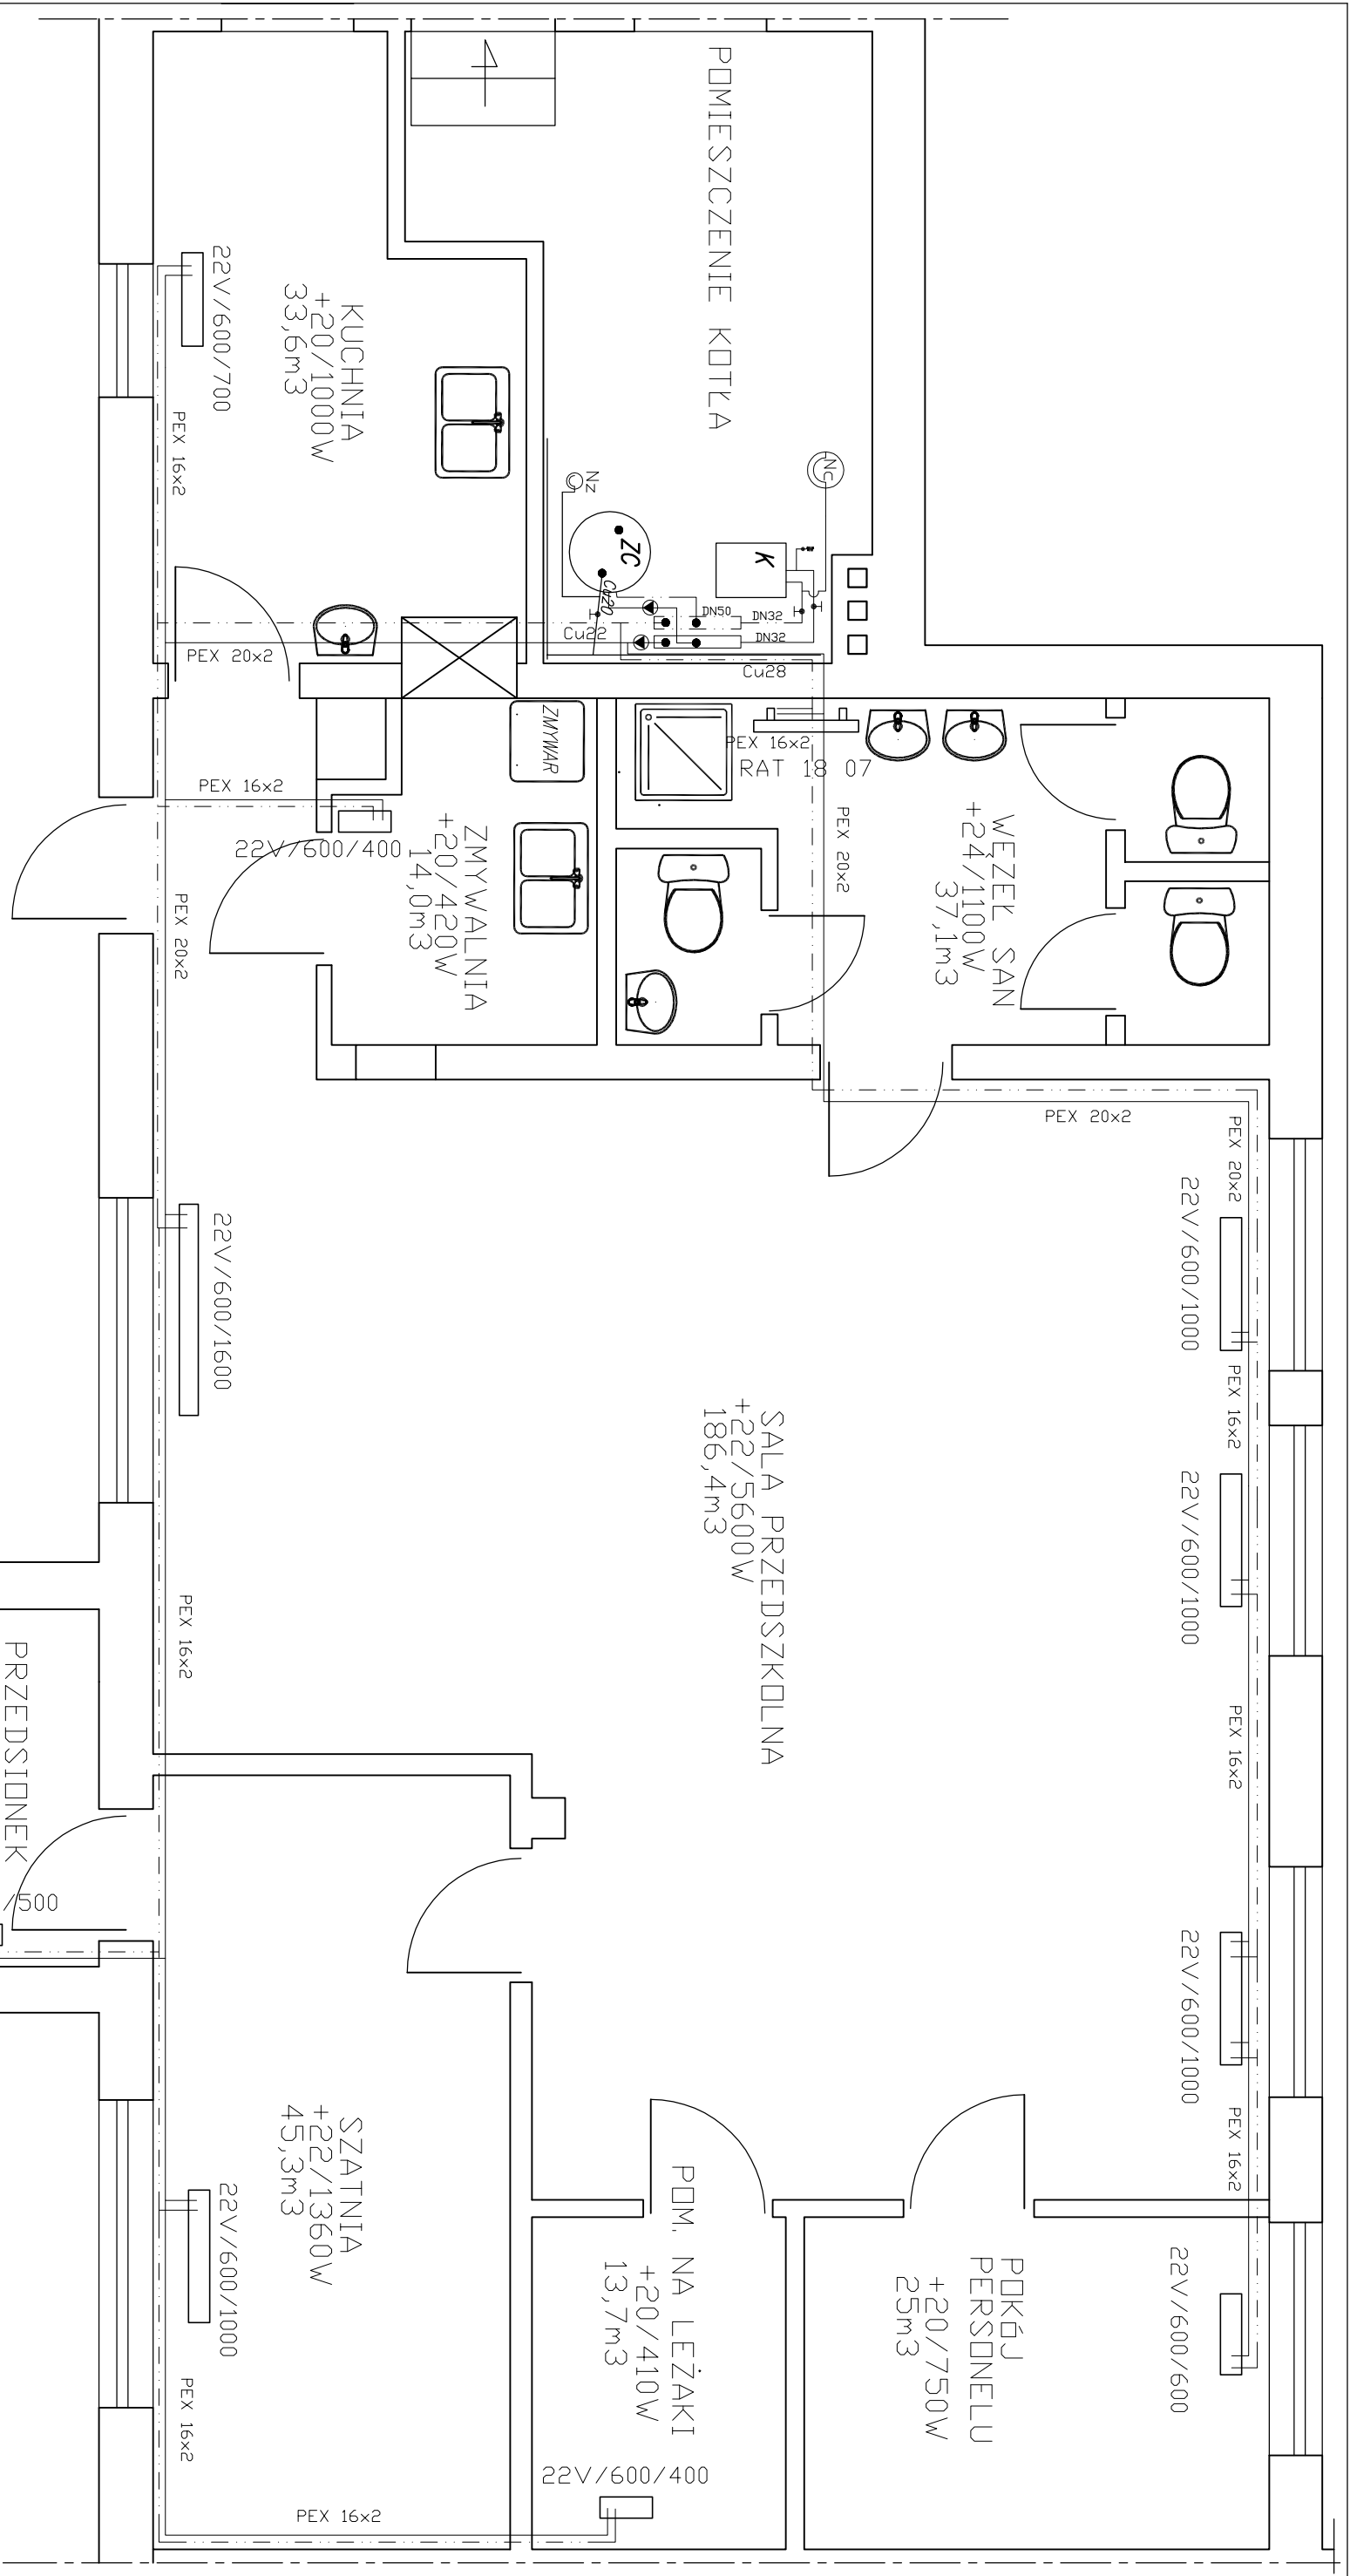 POMIESZCZENIE KOTŁA
22V/600/700
KUCHNIA
+20/1000W
33,6m3
PEX 16x2
Nc
Nz
ZC
K
Cu20
DN50
DN32
DN32
Cu22
Cu28
PEX 20x2
ZMYWAR
PEX 16x2
RAT 18 07
PEX 16x2
22V/600/400
ZMYWALNIA
+20/420W
14,0m3
PEX 20x2
WĘZEŁ SAN
+24/1100W
37,1m3
PEX 20x2
PEX 20x2
PEX 20x2
22V/600/1000
22V/600/1600
PEX 16x2
22V/600/1000
SALA PRZEDSZKOLNA
+22/5600W
186,4m3
PEX 16x2
PEX 16x2
PRZEDSIONEK
/500
22V/600/1000
PEX 16x2
SZATNIA
+22/1360W
45,3m3
22V/600/1000
POM. NA LEŻAKI
+20/410W
13,7m3
POKÓJ
PERSONELU
+20/750W
25m3
22V/600/600
PEX 16x2
22V/600/400
PEX 16x2